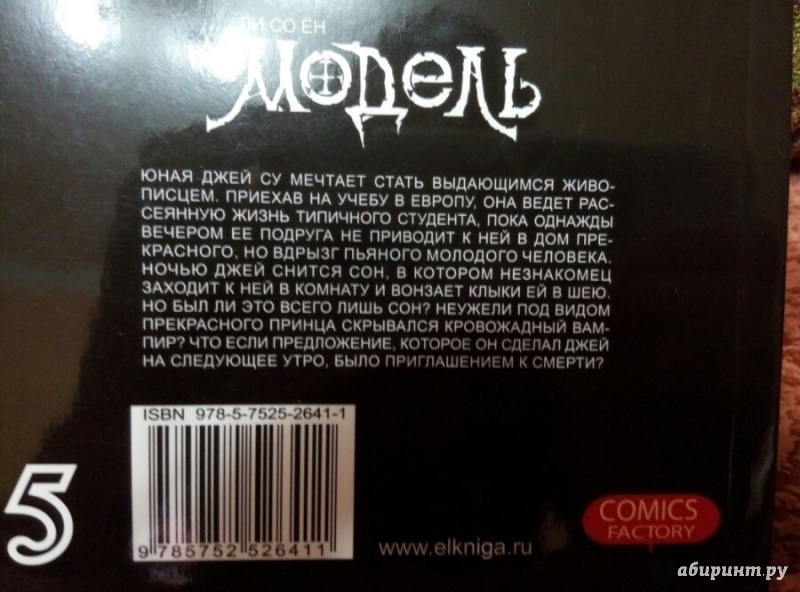 ЛИ СО ЕН
МОДЕЛЬ
ЮНАЯ ДЖЕЙ СУ МЕЧТАЕТ СТАТЬ ВЫДАЮЩИМСЯ ЖИВО-
ПИСЦЕМ. ПРИЕХАВ НА УЧЕБУ В ЕВРОПУ, ОНА ВЕДЕТ РАС-
СЕЯННУЮ ЖИЗНЬ ТИПИЧНОГО СТУДЕНТА, ПОКА ОДНАЖДЫ
ВЕЧЕРОМ ЕЕ ПОДРУГА НЕ ПРИВОДИТ К НЕЙ В ДОМ ПРЕ-
КРАСНОГО, НО ВДРЫЗГ ПЬЯНОГО МОЛОДОГО ЧЕЛОВЕКА.
НОЧЬЮ ДЖЕЙ СНИТСЯ СОН, В КОТОРОМ НЕЗНАКОМЕЦ
ЗАХОДИТ К НЕЙ В КОМНАТУ И ВОНЗАЕТ КЛЫКИ ЕЙ В ШЕЮ.
НО БЫЛ ЛИ ЭТО ВСЕГО ЛИШЬ СОН? НЕУЖЕЛИ ПОД ВИДОМ
ПРЕКРАСНОГО ПРИНЦА СКРЫВАЛСЯ КРОВОЖАДНЫЙ ВАМ-
ПИР? ЧТО ЕСЛИ ПРЕДЛОЖЕНИЕ, КОТОРОЕ ОН СДЕЛАЛ ДЖЕЙ
НА СЛЕДУЮЩЕЕ УТРО, БЫЛО ПРИГЛАШЕНИЕМ К СМЕРТИ?
ISBN 978-5-7525-2641-1
9 785752 526411
5
www.elkniga.ru
COMICS
FACTORY
абиринт.ру